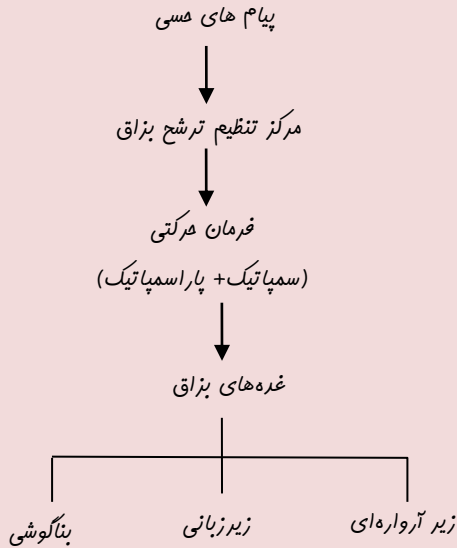 پیام های حسی
مرکز تنظیم ترشح بزاق
فرمان حرکتی
(سمپاتیک+ پاراسمپاتیک)
غده‌های بزاق
زیر آرواره‌ای
زیرزبانی
بناگوشی